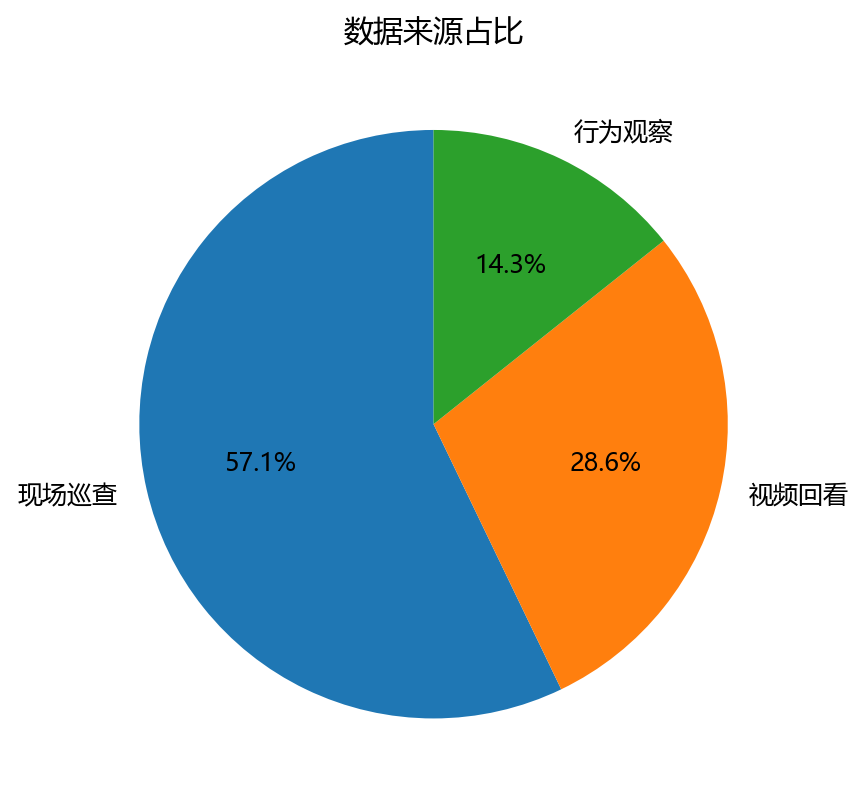 数据来源占比
行为观察
14.3%
57.1%
28.6%
现场巡查
视频回看